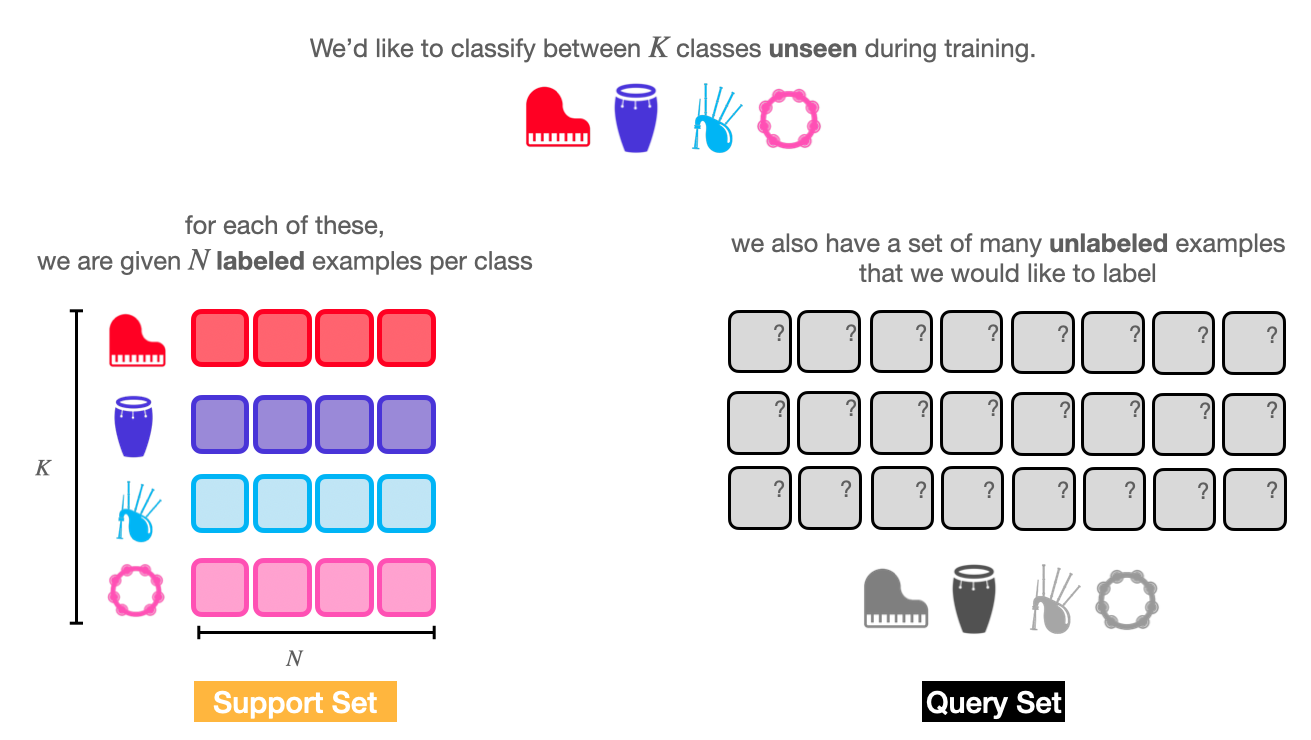 We'd like to classify between K classes unseen during training.
for each of these,
we are given N labeled examples per class
K
N
Support Set
we also have a set of many unlabeled examples
that we would like to label
? ? ? ? ? ? ? ?
? ? ? ? ? ? ? ?
? ? ? ? ? ? ? ?
Query Set